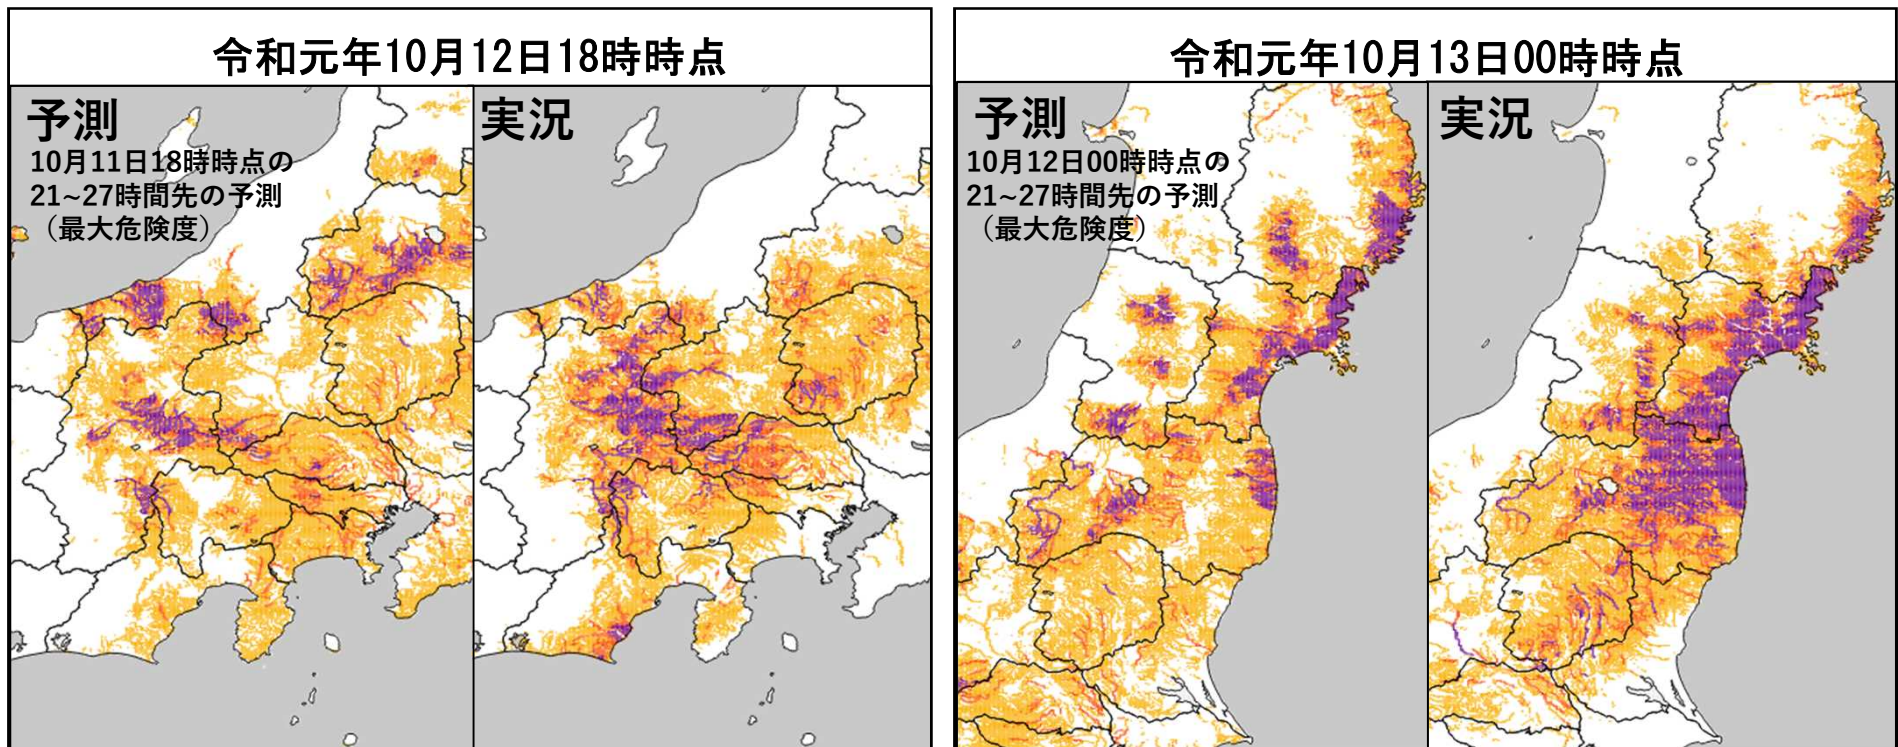 令和元年10月12日18時時点
予測
10月11日18時時点の
21~27時間先の予測
（最大危険度）
実況
令和元年10月13日00時時点
予測
10月12日00時時点の
21~27時間先の予測
（最大危険度）
実況